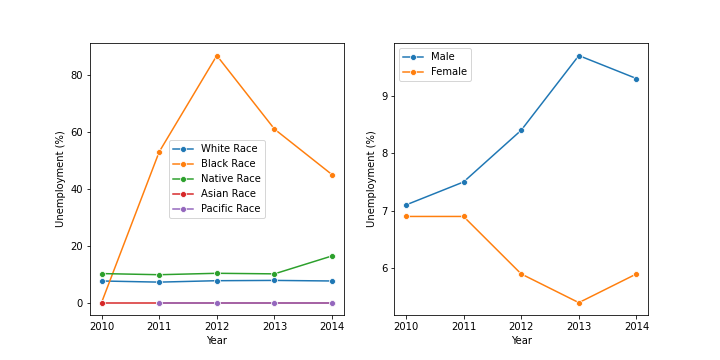 80
60
40
20
0
Unemployment (%)
White Race
Black Race
Native Race
Asian Race
Pacific Race
2010 2011 2012 2013 2014
Year
9
8
7
6
Unemployment (%)
Male
Female
2010 2011 2012 2013 2014
Year